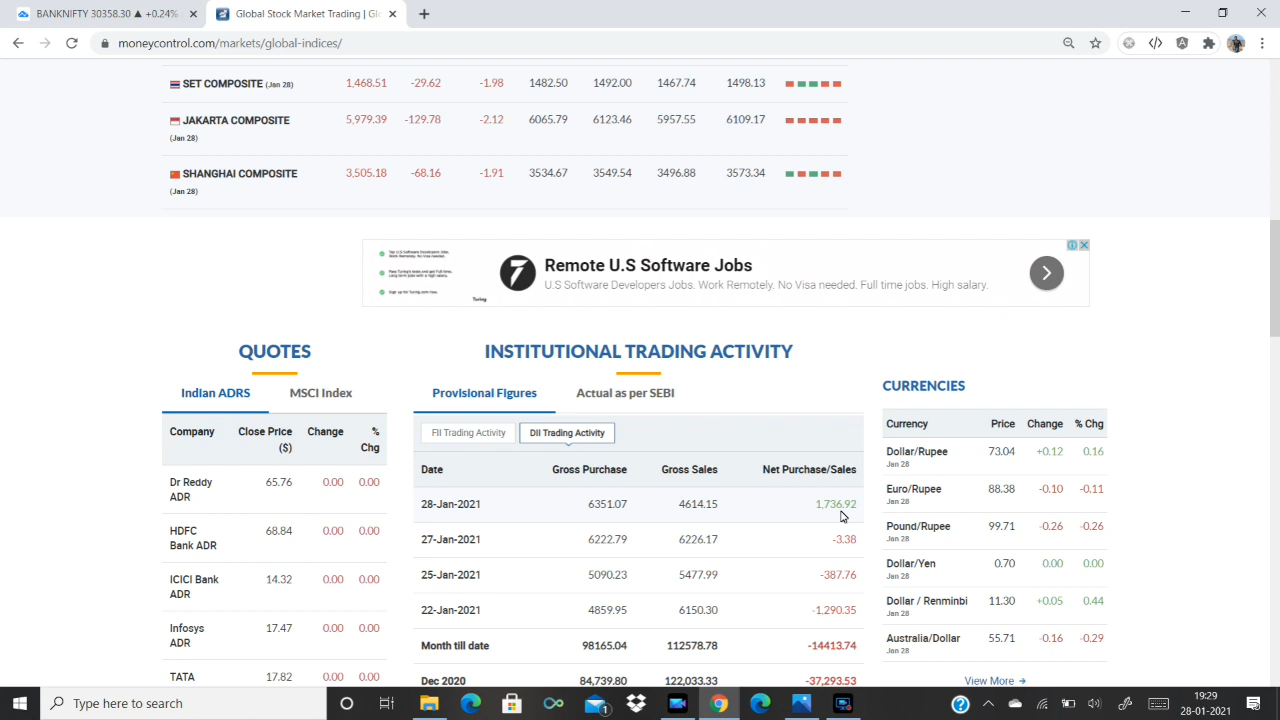 BANKNIFTY 30358.30 ▲ +0.24%
Global Stock Market Trading | Glo
moneycontrol.com/markets/global-indices/
SET COMPOSITE (Jan 28) 1,468.51 -29.62 -1.98 1482.50 1492.00 1467.74 1498.13
JAKARTA COMPOSITE 5,979.39 -129.78 -2.12 6065.79 6123.46 5957.55 6109.17
(Jan 28)
SHANGHAI COMPOSITE 3,505.18 -68.16 -1.91 3534.67 3549.54 3496.88 3573.34
(Jan 28)
Turing
Remote U.S Software Jobs
U.S Software Developers Jobs. Work Remotely. No Visa needed. Full time jobs. High salary.
QUOTES
Indian ADRS MSCI Index
Company Close Price Change %
($) Chg
Dr Reddy 65.76 0.00 0.00
ADR
HDFC 68.84 0.00 0.00
Bank ADR
ICICI Bank 14.32 0.00 0.00
ADR
Infosys 17.47 0.00 0.00
ADR
TATA 17.82 0.00 0.00
INSTITUTIONAL TRADING ACTIVITY
Provisional Figures Actual as per SEBI
FII Trading Activity DII Trading Activity
Date Gross Purchase Gross Sales Net Purchase/Sales
28-Jan-2021 6351.07 4614.15 1,736.92
27-Jan-2021 6222.79 6226.17 -3.38
25-Jan-2021 5090.23 5477.99 -387.76
22-Jan-2021 4859.95 6150.30 -1,290.35
Month till date 98165.04 112578.78 -14413.74
Dec 2020 84,739.80 122,033.33 -37,293.53
CURRENCIES
Currency Price Change % Chg
Dollar/Rupee 73.04 +0.12 0.16
Jan 28
Euro/Rupee 88.38 -0.10 -0.11
Jan 28
Pound/Rupee 99.71 -0.26 -0.26
Jan 28
Dollar/Yen 0.70 0.00 0.00
Jan 28
Dollar / Renminbi 11.30 +0.05 0.44
Jan 28
Australia/Dollar 55.71 -0.16 -0.29
Jan 28
View More
Type here to search
1
19:29
28-01-2021